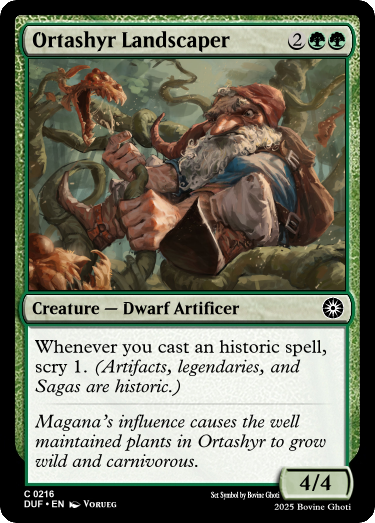 Ortashyr Landscaper 2
Creature — Dwarf Artificer
Whenever you cast an historic spell,
scry 1. (Artifacts, legendaries, and
Sagas are historic.)
Magana's influence causes the well
maintained plants in Ortashyr to grow
wild and carnivorous.
4/4
C 0216
DUF • EN Vorueg
Set Symbol by Bovine Ghoti
2025 Bovine Ghoti